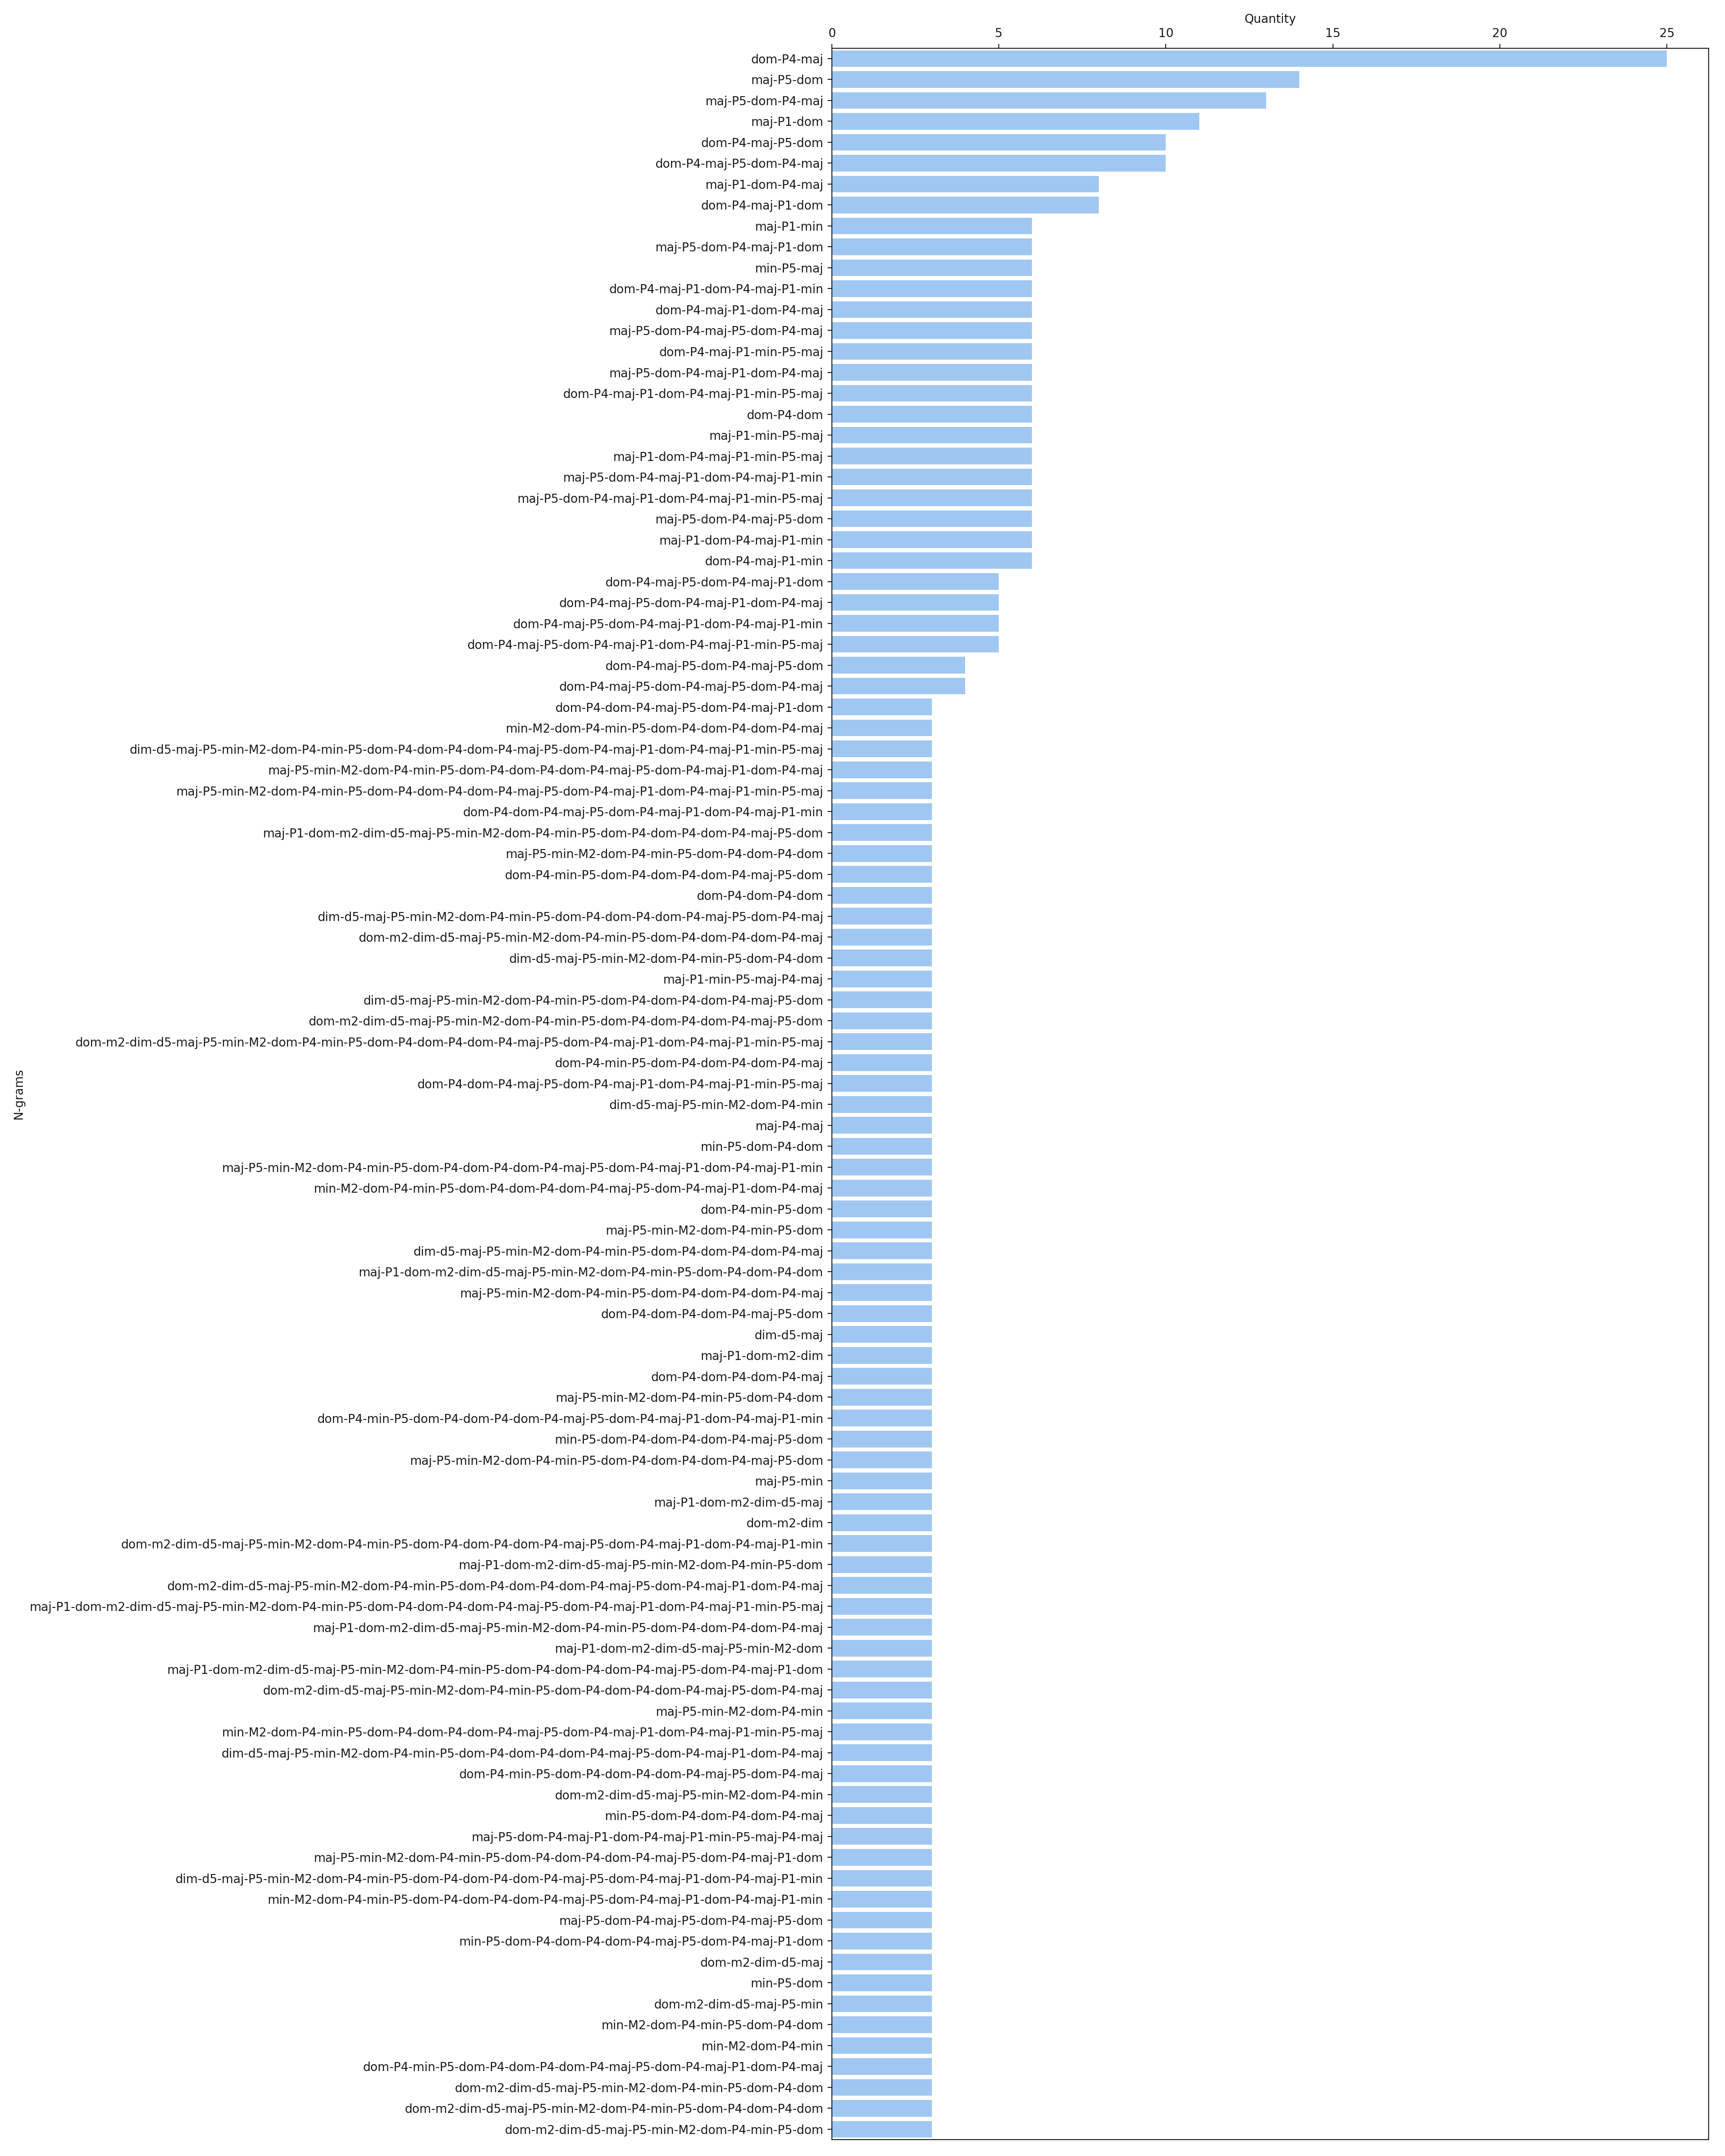 Quantity
0 5 10 15 20 25
dom-P4-maj
maj-P5-dom
maj-P5-dom-P4-maj
maj-P1-dom
dom-P4-maj-P5-dom
dom-P4-maj-P5-dom-P4-maj
maj-P1-dom-P4-maj
dom-P4-maj-P1-dom
maj-P1-min
maj-P5-dom-P4-maj-P1-dom
min-P5-maj
dom-P4-maj-P1-dom-P4-maj-P1-min
dom-P4-maj-P1-dom-P4-maj
maj-P5-dom-P4-maj-P5-dom-P4-maj
dom-P4-maj-P1-min-P5-maj
maj-P5-dom-P4-maj-P1-dom-P4-maj
dom-P4-maj-P1-dom-P4-maj-P1-min-P5-maj
dom-P4-dom
maj-P1-min-P5-maj
maj-P1-dom-P4-maj-P1-min-P5-maj
maj-P5-dom-P4-maj-P1-dom-P4-maj-P1-min
maj-P5-dom-P4-maj-P1-dom-P4-maj-P1-min-P5-maj
maj-P5-dom-P4-maj-P5-dom
maj-P1-dom-P4-maj-P1-min
dom-P4-maj-P1-min
dom-P4-maj-P5-dom-P4-maj-P1-dom
dom-P4-maj-P5-dom-P4-maj-P1-dom-P4-maj
dom-P4-maj-P5-dom-P4-maj-P1-dom-P4-maj-P1-min
dom-P4-maj-P5-dom-P4-maj-P1-dom-P4-maj-P1-min-P5-maj
dom-P4-maj-P5-dom-P4-maj-P5-dom
dom-P4-maj-P5-dom-P4-maj-P5-dom-P4-maj
dom-P4-dom-P4-maj-P5-dom-P4-maj-P1-dom
min-M2-dom-P4-min-P5-dom-P4-dom-P4-dom-P4-maj
dim-d5-maj-P5-min-M2-dom-P4-min-P5-dom-P4-dom-P4-dom-P4-maj-P5-dom-P4-maj-P1-dom-P4-maj-P1-min-P5-maj
maj-P5-min-M2-dom-P4-min-P5-dom-P4-dom-P4-dom-P4-maj-P5-dom-P4-maj-P1-dom-P4-maj
maj-P5-min-M2-dom-P4-min-P5-dom-P4-dom-P4-dom-P4-maj-P5-dom-P4-maj-P1-dom-P4-maj-P1-min-P5-maj
dom-P4-dom-P4-maj-P5-dom-P4-maj-P1-dom-P4-maj-P1-min
maj-P1-dom-m2-dim-d5-maj-P5-min-M2-dom-P4-min-P5-dom-P4-dom-P4-dom-P4-maj-P5-dom
maj-P5-min-M2-dom-P4-min-P5-dom-P4-dom-P4-dom
dom-P4-min-P5-dom-P4-dom-P4-dom-P4-maj-P5-dom
dom-P4-dom-P4-dom
dim-d5-maj-P5-min-M2-dom-P4-min-P5-dom-P4-dom-P4-dom-P4-maj-P5-dom-P4-maj
dom-m2-dim-d5-maj-P5-min-M2-dom-P4-min-P5-dom-P4-dom-P4-dom-P4-maj
dim-d5-maj-P5-min-M2-dom-P4-min-P5-dom-P4-dom
maj-P1-min-P5-maj-P4-maj
dim-d5-maj-P5-min-M2-dom-P4-min-P5-dom-P4-dom-P4-dom-P4-maj-P5-dom
dom-m2-dim-d5-maj-P5-min-M2-dom-P4-min-P5-dom-P4-dom-P4-dom-P4-maj-P5-dom
dom-m2-dim-d5-maj-P5-min-M2-dom-P4-min-P5-dom-P4-dom-P4-dom-P4-maj-P5-dom-P4-maj-P1-dom-P4-maj-P1-min-P5-maj
dom-P4-min-P5-dom-P4-dom-P4-dom-P4-maj
dom-P4-dom-P4-maj-P5-dom-P4-maj-P1-dom-P4-maj-P1-min-P5-maj
dim-d5-maj-P5-min-M2-dom-P4-min
maj-P4-maj
min-P5-dom-P4-dom
maj-P5-min-M2-dom-P4-min-P5-dom-P4-dom-P4-dom-P4-maj-P5-dom-P4-maj-P1-dom-P4-maj-P1-min
min-M2-dom-P4-min-P5-dom-P4-dom-P4-dom-P4-maj-P5-dom-P4-maj-P1-dom-P4-maj
dom-P4-min-P5-dom
maj-P5-min-M2-dom-P4-min-P5-dom
dim-d5-maj-P5-min-M2-dom-P4-min-P5-dom-P4-dom-P4-dom-P4-maj
maj-P1-dom-m2-dim-d5-maj-P5-min-M2-dom-P4-min-P5-dom-P4-dom-P4-dom
maj-P5-min-M2-dom-P4-min-P5-dom-P4-dom-P4-dom-P4-maj
dom-P4-dom-P4-dom-P4-maj-P5-dom
dim-d5-maj
maj-P1-dom-m2-dim
dom-P4-dom-P4-dom-P4-maj
maj-P5-min-M2-dom-P4-min-P5-dom-P4-dom
dom-P4-min-P5-dom-P4-dom-P4-dom-P4-maj-P5-dom-P4-maj-P1-dom-P4-maj-P1-min
min-P5-dom-P4-dom-P4-dom-P4-maj-P5-dom
maj-P5-min-M2-dom-P4-min-P5-dom-P4-dom-P4-dom-P4-maj-P5-dom
maj-P5-min
maj-P1-dom-m2-dim-d5-maj
dom-m2-dim
dom-m2-dim-d5-maj-P5-min-M2-dom-P4-min-P5-dom-P4-dom-P4-dom-P4-maj-P5-dom-P4-maj-P1-dom-P4-maj-P1-min
maj-P1-dom-m2-dim-d5-maj-P5-min-M2-dom-P4-min-P5-dom
dom-m2-dim-d5-maj-P5-min-M2-dom-P4-min-P5-dom-P4-dom-P4-dom-P4-maj-P5-dom-P4-maj-P1-dom-P4-maj
maj-P1-dom-m2-dim-d5-maj-P5-min-M2-dom-P4-min-P5-dom-P4-dom-P4-dom-P4-maj-P5-dom-P4-maj-P1-dom-P4-maj-P1-min-P5-maj
maj-P1-dom-m2-dim-d5-maj-P5-min-M2-dom-P4-min-P5-dom-P4-dom-P4-dom-P4-maj
maj-P1-dom-m2-dim-d5-maj-P5-min-M2-dom
maj-P1-dom-m2-dim-d5-maj-P5-min-M2-dom-P4-min-P5-dom-P4-dom-P4-dom-P4-maj-P5-dom-P4-maj-P1-dom
dom-m2-dim-d5-maj-P5-min-M2-dom-P4-min-P5-dom-P4-dom-P4-dom-P4-maj-P5-dom-P4-maj
maj-P5-min-M2-dom-P4-min
min-M2-dom-P4-min-P5-dom-P4-dom-P4-dom-P4-maj-P5-dom-P4-maj-P1-dom-P4-maj-P1-min-P5-maj
dim-d5-maj-P5-min-M2-dom-P4-min-P5-dom-P4-dom-P4-dom-P4-maj-P5-dom-P4-maj-P1-dom-P4-maj
dom-P4-min-P5-dom-P4-dom-P4-dom-P4-maj-P5-dom-P4-maj
dom-m2-dim-d5-maj-P5-min-M2-dom-P4-min
min-P5-dom-P4-dom-P4-dom-P4-maj
maj-P5-dom-P4-maj-P1-dom-P4-maj-P1-min-P5-maj-P4-maj
maj-P5-min-M2-dom-P4-min-P5-dom-P4-dom-P4-dom-P4-maj-P5-dom-P4-maj-P1-dom
dim-d5-maj-P5-min-M2-dom-P4-min-P5-dom-P4-dom-P4-dom-P4-maj-P5-dom-P4-maj-P1-dom-P4-maj-P1-min
min-M2-dom-P4-min-P5-dom-P4-dom-P4-dom-P4-maj-P5-dom-P4-maj-P1-dom-P4-maj-P1-min
maj-P5-dom-P4-maj-P5-dom-P4-maj-P5-dom
min-P5-dom-P4-dom-P4-dom-P4-maj-P5-dom-P4-maj-P1-dom
dom-m2-dim-d5-maj
min-P5-dom
dom-m2-dim-d5-maj-P5-min
min-M2-dom-P4-min-P5-dom-P4-dom
min-M2-dom-P4-min
dom-P4-min-P5-dom-P4-dom-P4-dom-P4-maj-P5-dom-P4-maj-P1-dom-P4-maj
dom-m2-dim-d5-maj-P5-min-M2-dom-P4-min-P5-dom-P4-dom
dom-m2-dim-d5-maj-P5-min-M2-dom-P4-min-P5-dom-P4-dom-P4-dom
dom-m2-dim-d5-maj-P5-min-M2-dom-P4-min-P5-dom
N-grams